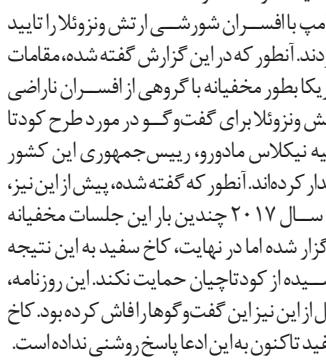 مپ با افسران شورشی ارتش ونزوئلا را تایید
دند. آنطور که در این گزارش گفته شده، مقامات
ریکا بطور مخفیانه با گروهی از افسران ناراضی
ش ونزوئلا برای گفت‌وگو در مورد طرح کودتا
یه نیکلاس مادورو، رییس‌جمهوری این کشور
دار کرده‌اند. آنطور که گفته شده، پیش از این نیز،
سال ۲۰۱۷ چندین بار این جلسات مخفیانه
گزار شده اما در نهایت، کاخ سفید به این نتیجه
سیده از کودتاچیان حمایت نکند. این روزنامه،
ل از این نیز این گفت‌وگوها را فاش کرده بود. کاخ
فید تاکنون به این ادعا پاسخ روشنی نداده است.